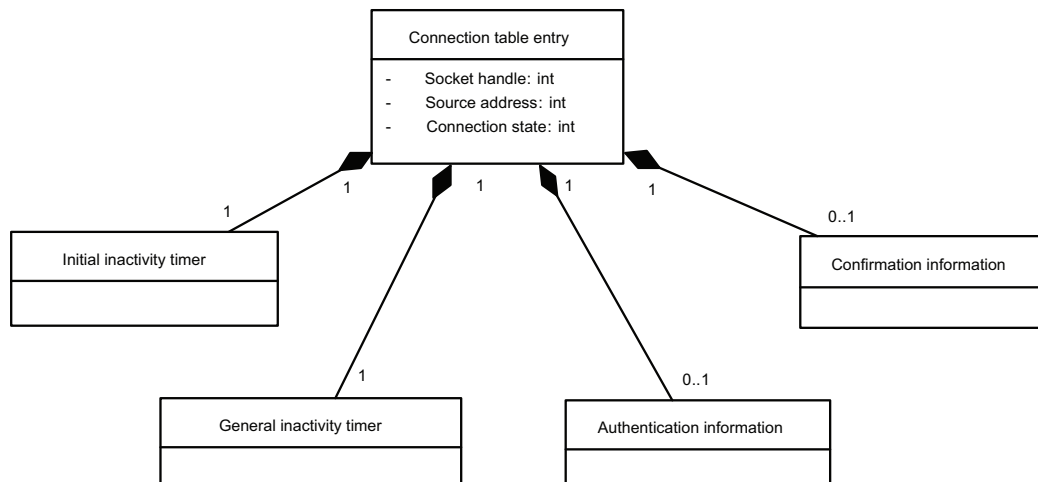 Connection table entry
- Socket handle: int
- Source address: int
- Connection state: int
1 1 1 1
1
0..1
Initial inactivity timer
Confirmation information
1
0..1
General inactivity timer
Authentication information